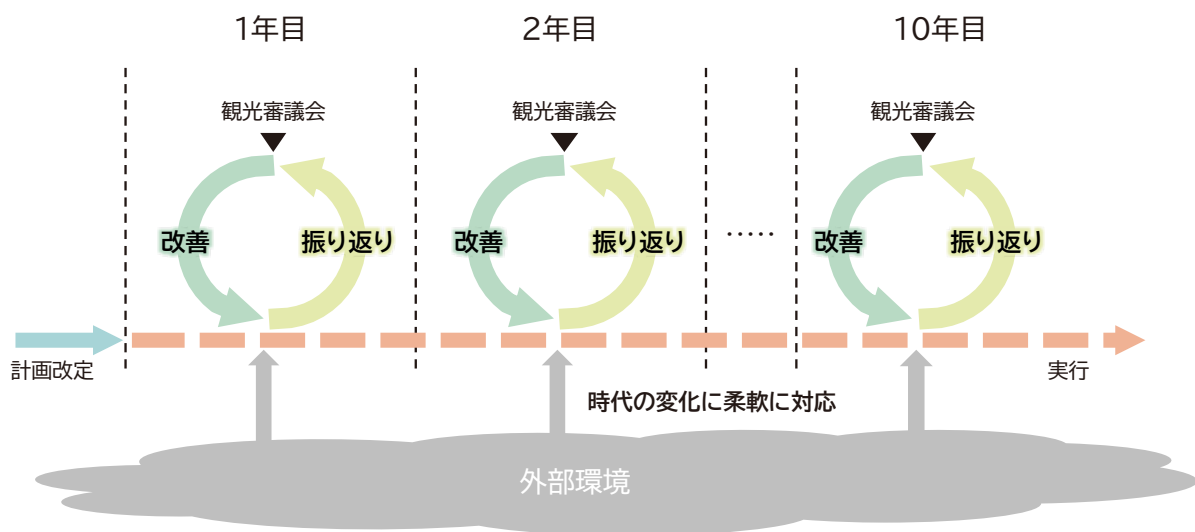 1年目
2年目
10年目
観光審議会
観光審議会
観光審議会
改善
振り返り
改善
振り返り
‥‥‥
改善
振り返り
計画改定
実行
時代の変化に柔軟に対応
外部環境